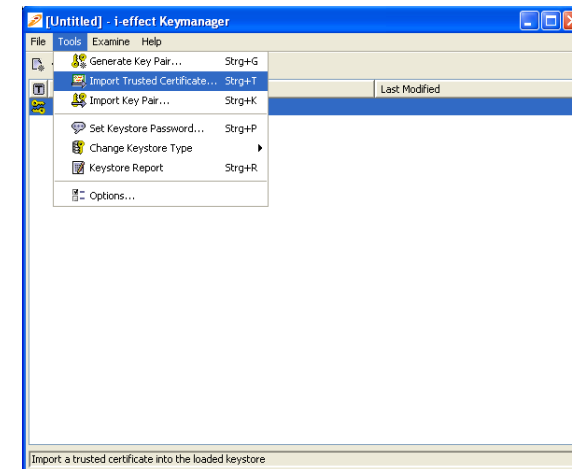 [Untitled] - i-effect Keymanager
File Tools Examine Help
Generate Key Pair... Strg+G
Import Trusted Certificate... Strg+T
Import Key Pair... Strg+K
Set Keystore Password... Strg+P
Change Keystore Type
Keystore Report Strg+R
Options...
T Last Modified
Import a trusted certificate into the loaded keystore